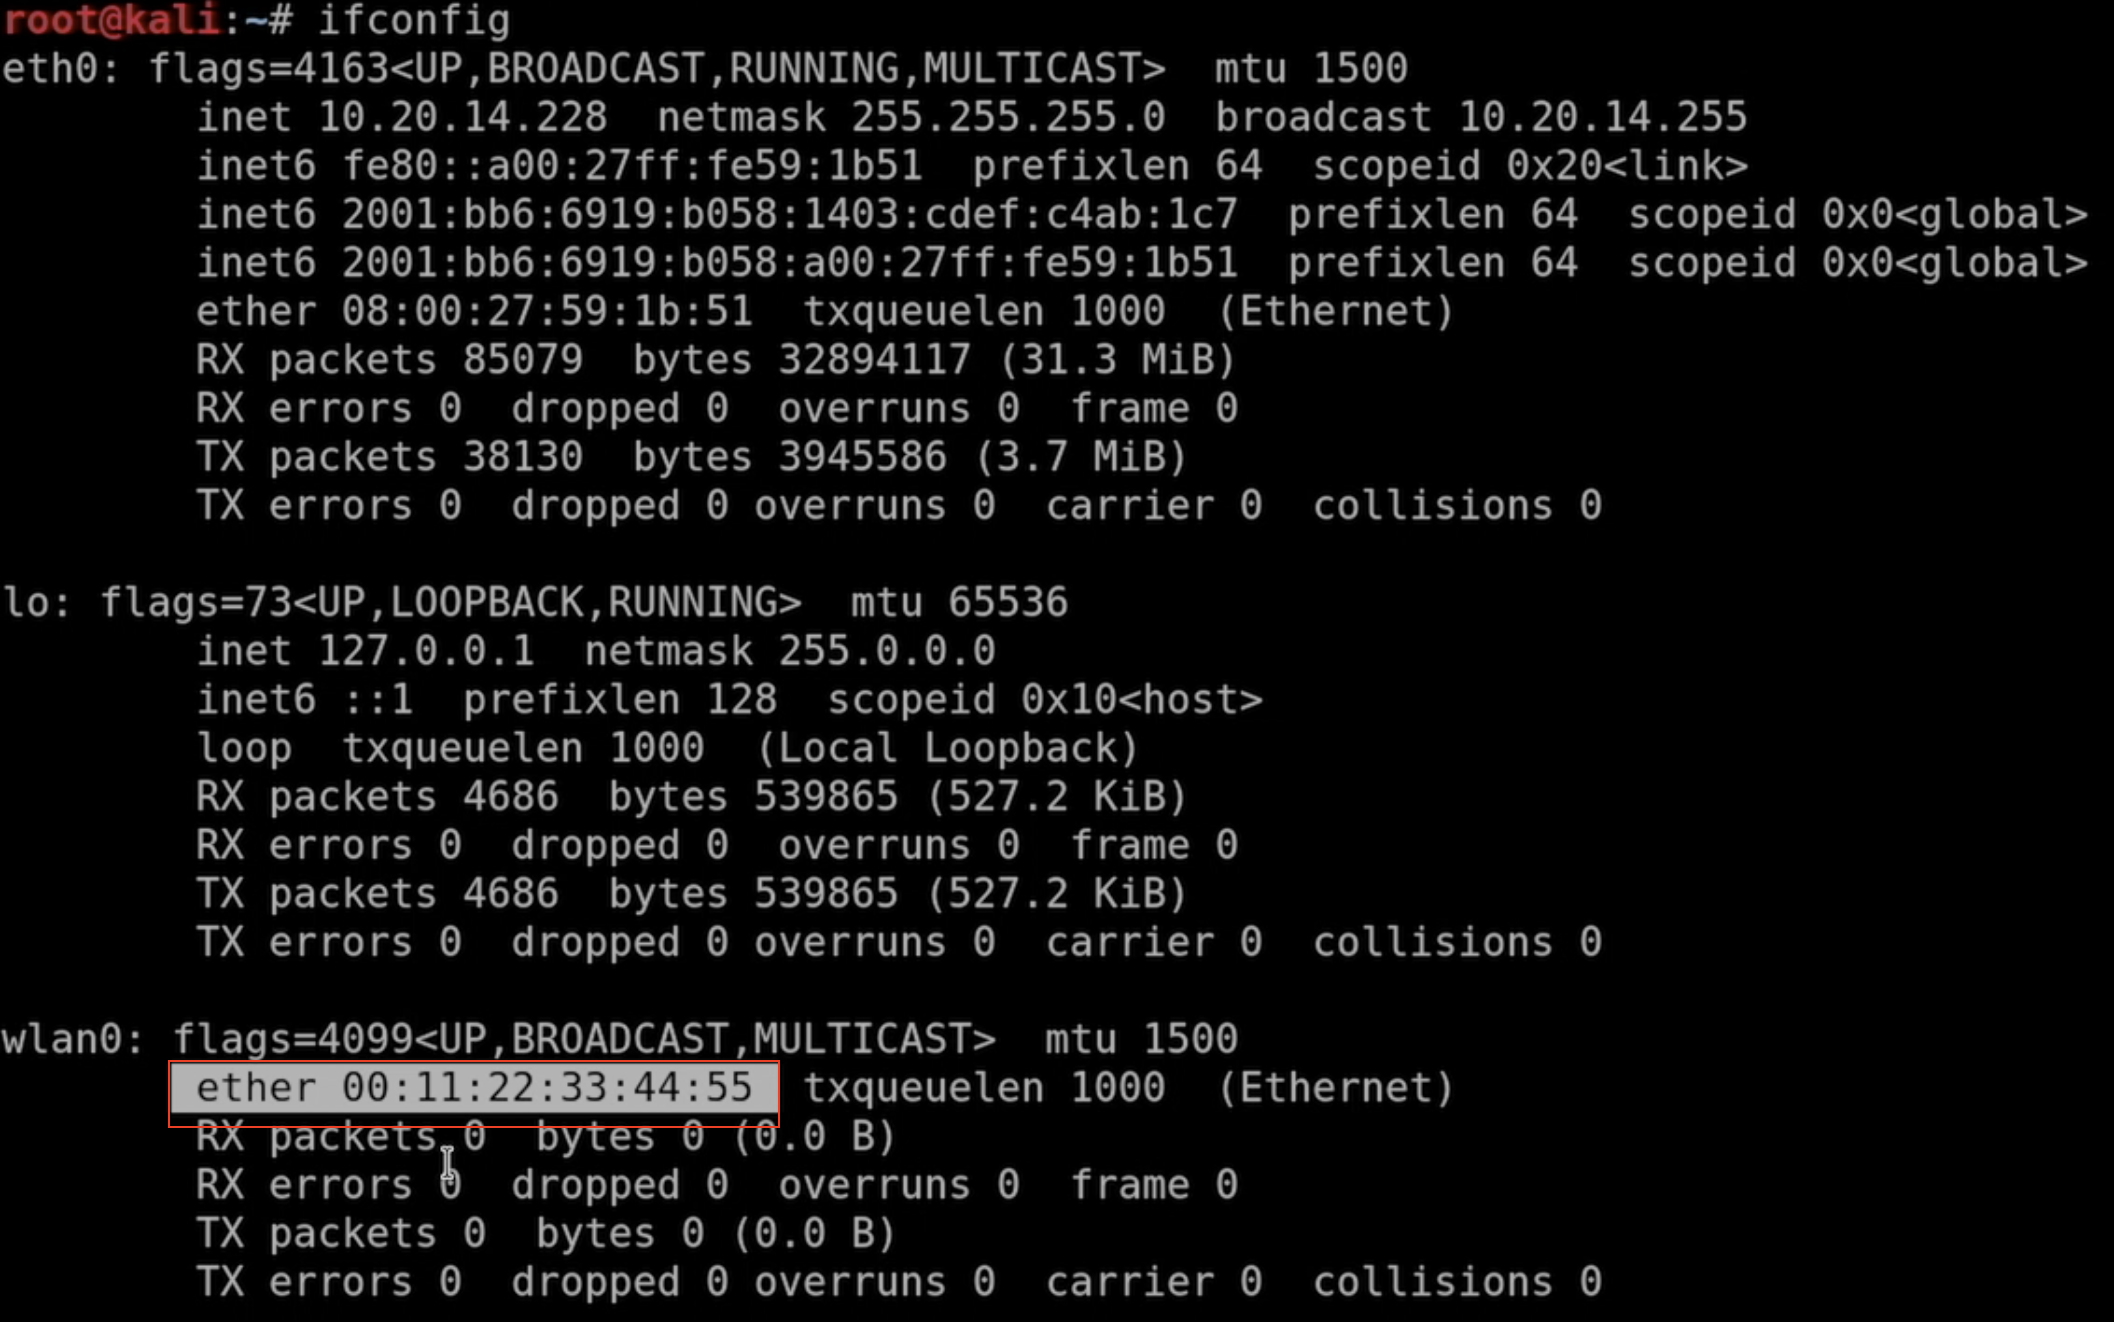 root@kali:~# ifconfig
eth0: flags=4163<UP,BROADCAST,RUNNING,MULTICAST>  mtu 1500
        inet 10.20.14.228  netmask 255.255.255.0  broadcast 10.20.14.255
        inet6 fe80::a00:27ff:fe59:1b51  prefixlen 64  scopeid 0x20<link>
        inet6 2001:bb6:6919:b058:1403:cdef:c4ab:1c7  prefixlen 64  scopeid 0x0<global>
        inet6 2001:bb6:6919:b058:a00:27ff:fe59:1b51  prefixlen 64  scopeid 0x0<global>
        ether 08:00:27:59:1b:51  txqueuelen 1000  (Ethernet)
        RX packets 85079  bytes 32894117 (31.3 MiB)
        RX errors 0  dropped 0  overruns 0  frame 0
        TX packets 38130  bytes 3945586 (3.7 MiB)
        TX errors 0  dropped 0 overruns 0  carrier 0  collisions 0

lo: flags=73<UP,LOOPBACK,RUNNING>  mtu 65536
        inet 127.0.0.1  netmask 255.0.0.0
        inet6 ::1  prefixlen 128  scopeid 0x10<host>
        loop  txqueuelen 1000  (Local Loopback)
        RX packets 4686  bytes 539865 (527.2 KiB)
        RX errors 0  dropped 0  overruns 0  frame 0
        TX packets 4686  bytes 539865 (527.2 KiB)
        TX errors 0  dropped 0 overruns 0  carrier 0  collisions 0

wlan0: flags=4099<UP,BROADCAST,MULTICAST>  mtu 1500
        ether 00:11:22:33:44:55  txqueuelen 1000  (Ethernet)
        RX packets 0  bytes 0 (0.0 B)
        RX errors 0  dropped 0  overruns 0  frame 0
        TX packets 0  bytes 0 (0.0 B)
        TX errors 0  dropped 0 overruns 0  carrier 0  collisions 0